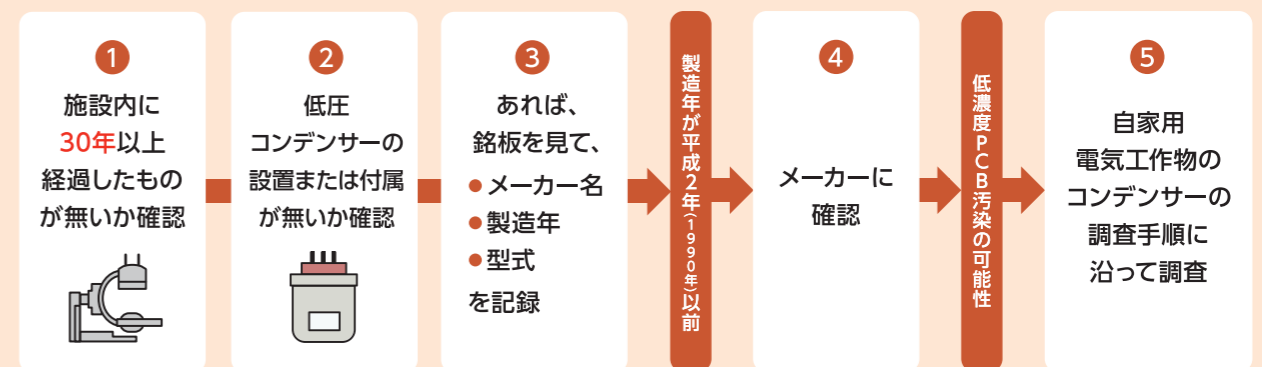 1
施設内に
30年以上
経過したもの
が無いか確認
2
低圧
コンデンサーの
設置または付属
が無いか確認
3
あれば、
銘板を見て、
●メーカー名
●製造年
●型式
を記録
製造年が平成2年(1990年)以前
4
メーカーに
確認
低濃度PCB汚染の可能性
5
自家用
電気工作物の
コンデンサーの
調査手順に
沿って調査